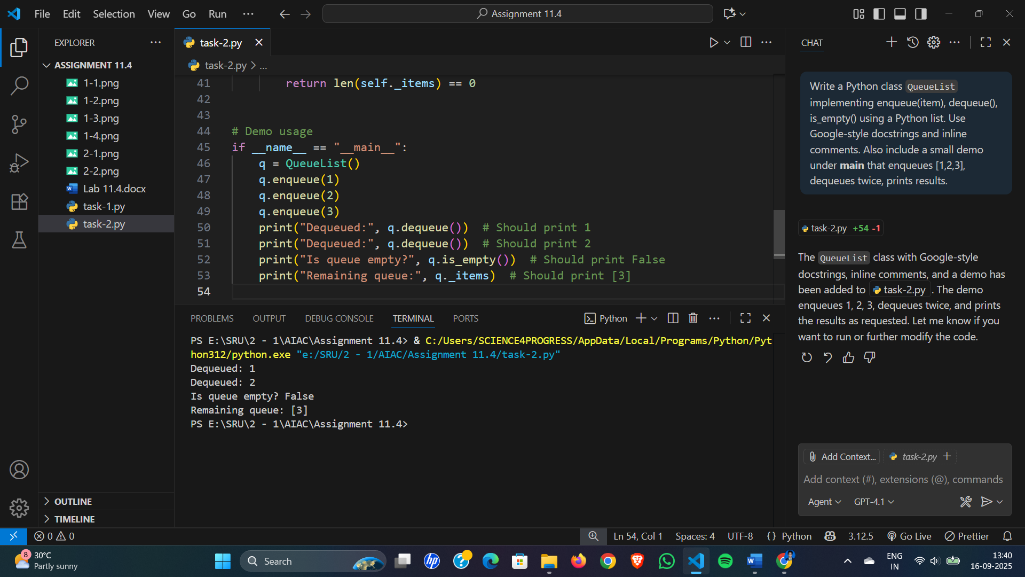 File Edit Selection View Go Run ···
Assignment 11.4
EXPLORER ···
ASSIGNMENT 11.4
1-1.png
1-2.png
1-3.png
1-4.png
2-1.png
2-2.png
Lab 11.4.docx
task-1.py
task-2.py
OUTLINE
TIMELINE
task-2.py
task-2.py > ...
41 return len(self._items) == 0
42
43
44 # Demo usage
45 if __name__ == "__main__":
46 q = QueueList()
47 q.enqueue(1)
48 q.enqueue(2)
49 q.enqueue(3)
50 print("Dequeued:", q.dequeue()) # Should print 1
51 print("Dequeued:", q.dequeue()) # Should print 2
52 print("Is queue empty?", q.is_empty()) # Should print False
53 print("Remaining queue:", q._items) # Should print [3]
54
PROBLEMS OUTPUT DEBUG CONSOLE TERMINAL PORTS
Python
PS E:\SRU\2 - 1\AIAC\Assignment 11.4> & C:/Users/SCIENCE4PROGRESS/AppData/Local/Programs/Python/Pyt
hon312/python.exe "e:/SRU/2 - 1/AIAC/Assignment 11.4/task-2.py"
Dequeued: 1
Dequeued: 2
Is queue empty? False
Remaining queue: [3]
PS E:\SRU\2 - 1\AIAC\Assignment 11.4>
CHAT
Write a Python class QueueList
implementing enqueue(item), dequeue(),
is_empty() using a Python list. Use
Google-style docstrings and inline
comments. Also include a small demo
under main that enqueues [1,2,3],
dequeues twice, prints results.
task-2.py +54 -1
The QueueList class with Google-style
docstrings, inline comments, and a demo has
been added to task-2.py . The demo
enqueues 1, 2, 3, dequeues twice, and prints
the results as requested. Let me know if you
want to run or further modify the code.
Add Context... task-2.py +
Add context (#), extensions (@), commands
Agent GPT-4.1
0 0 Ln 54, Col 1 Spaces: 4 UTF-8 {} Python 3.12.5 Go Live Prettier
8
30°C
Partly sunny
Search
ENG
IN
13:40
16-09-2025